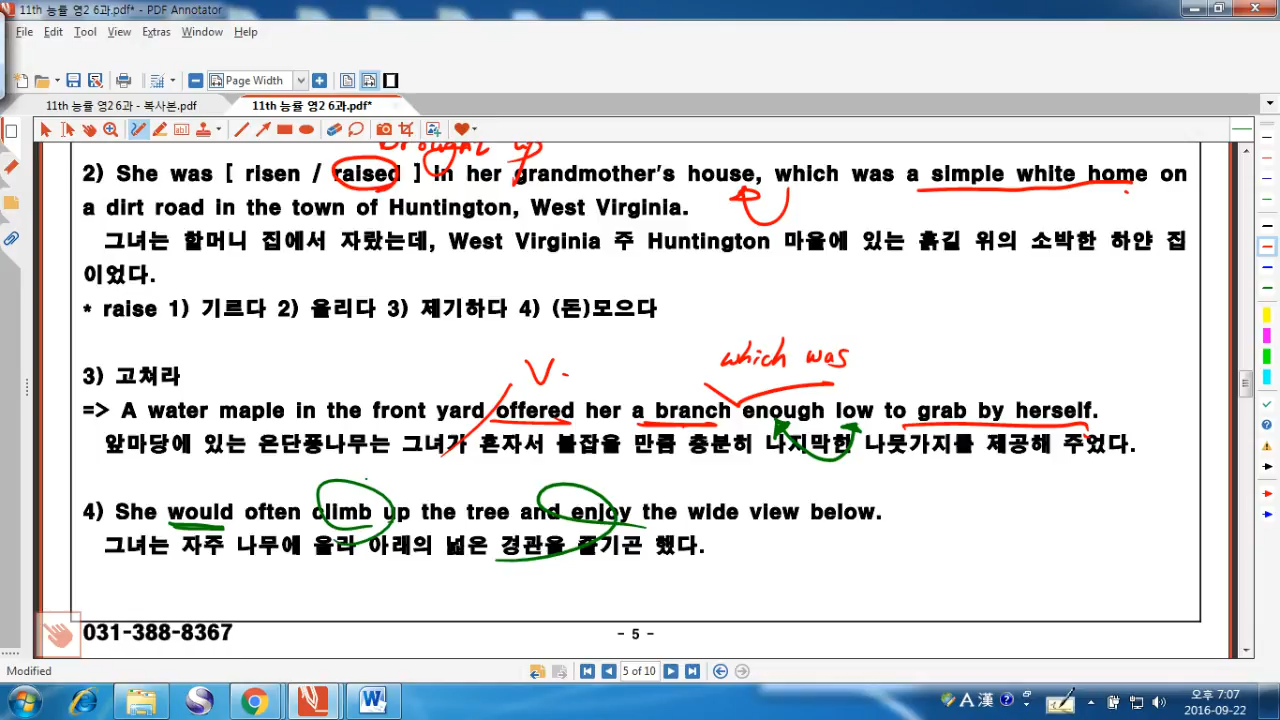 11th 능률 영2 6과.pdf* - PDF Annotator
File Edit Tool View Extras Window Help
Page Width
11th 능률 영2 6과 - 복사본.pdf 11th 능률 영2 6과.pdf*
brought up
2) She was [ risen / raised ] in her grandmother's house, which was a simple white home on
a dirt road in the town of Huntington, West Virginia.
그녀는 할머니 집에서 자랐는데, West Virginia 주 Huntington 마을에 있는 흙길 위의 소박한 하얀 집
이었다.
* raise 1) 기르다 2) 올리다 3) 제기하다 4) (돈)모으다
V. which was
3) 고쳐라
=> A water maple in the front yard offered her a branch enough low to grab by herself.
앞마당에 있는 은단풍나무는 그녀가 혼자서 붙잡을 만큼 충분히 나지막한 나뭇가지를 제공해 주었다.
4) She would often climb up the tree and enjoy the wide view below.
그녀는 자주 나무에 올라 아래의 넓은 경관을 즐기곤 했다.
031-388-8367 - 5 -
Modified 5 of 10
A 漢 오후 7:07
2016-09-22